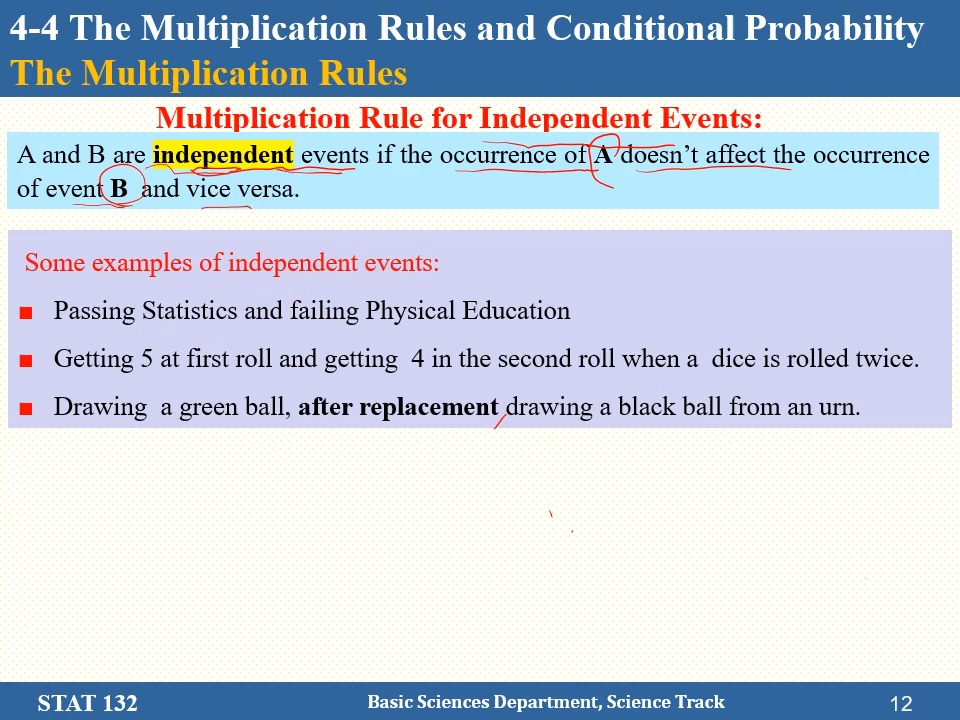 4-4 The Multiplication Rules and Conditional Probability
The Multiplication Rules
Multiplication Rule for Independent Events:
A and B are independent events if the occurrence of A doesn’t affect the occurrence
of event B and vice versa.
Some examples of independent events:
■ Passing Statistics and failing Physical Education
■ Getting 5 at first roll and getting 4 in the second roll when a dice is rolled twice.
■ Drawing a green ball, after replacement drawing a black ball from an urn.
STAT 132
Basic Sciences Department, Science Track
12